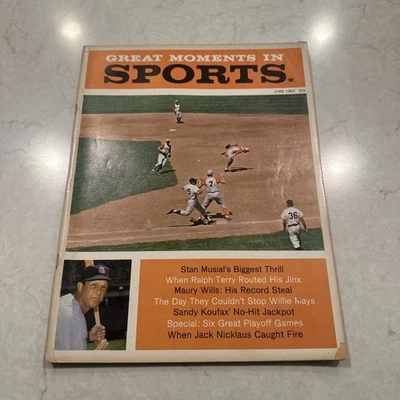 GREAT MOMENTS IN
SPORTS
JUNE 1963
36
Stan Musial's Biggest Thrill
When Ralph Terry Routed His Jinx
Maury Wills: His Record Steal
The Day They Couldn't Stop Willie Mays
Sandy Koufax' No-Hit Jackpot
Special: Six Great Playoff Games
When Jack Nicklaus Caught Fire